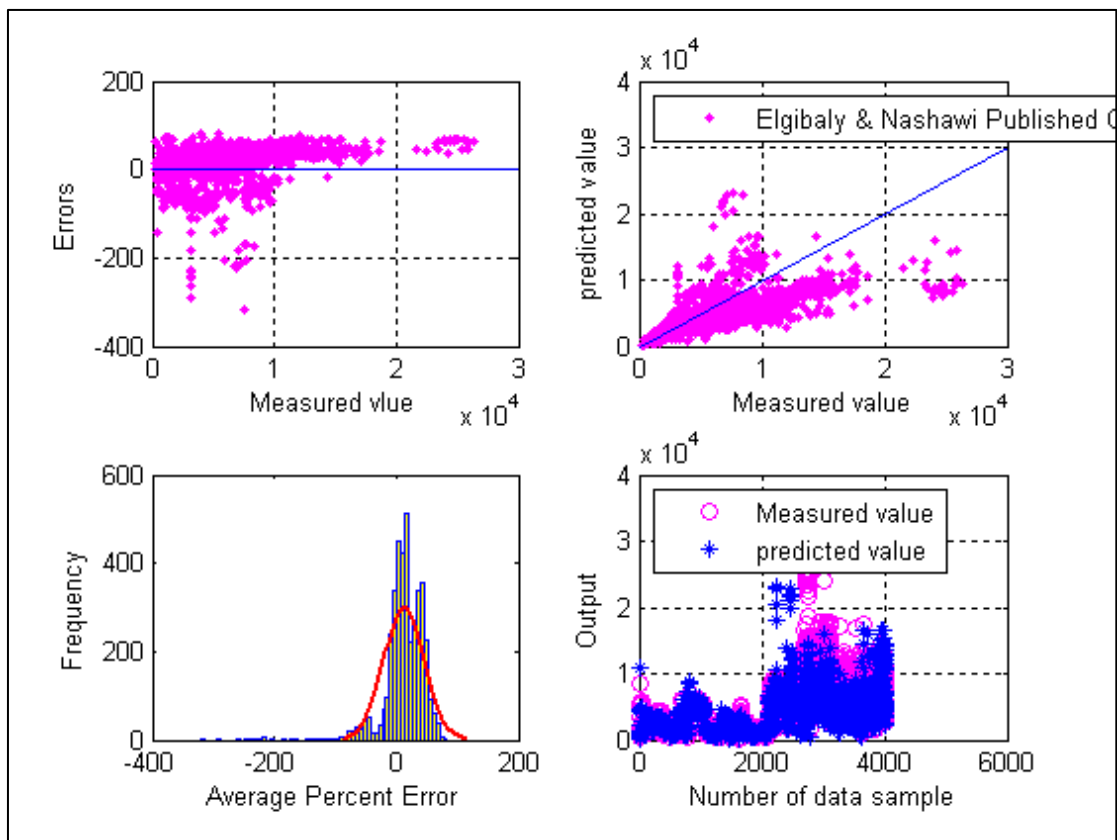 200
0
-200
-400
Errors
0 1 2 3
Measured vlue
x 10^4
x 10^4
4
3
2
1
0
predicted value
Elgibaly & Nashawi Published
0 1 2 3
Measured value
x 10^4
600
400
200
0
Frequency
-400 -200 0 200
Average Percent Error
x 10^4
4
3
2
1
0
Output
Measured value
predicted value
0 2000 4000 6000
Number of data sample